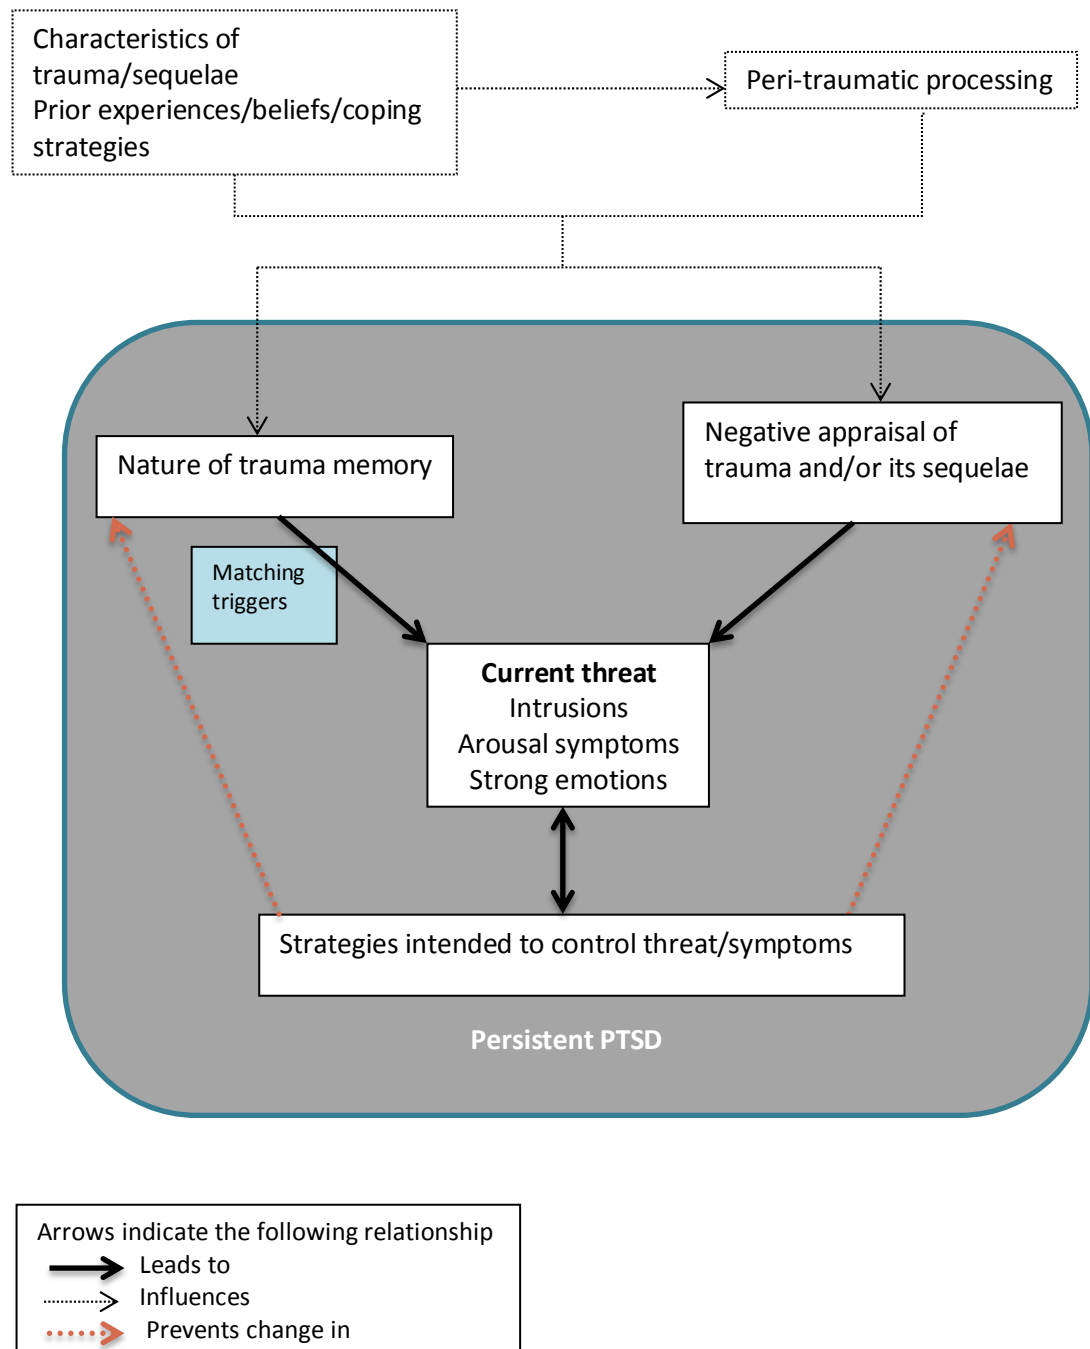 Characteristics of
trauma/sequelae
Prior experiences/beliefs/coping
strategies
Peri-traumatic processing
Nature of trauma memory
Negative appraisal of
trauma and/or its sequelae
Matching
triggers
Current threat
Intrusions
Arousal symptoms
Strong emotions
Strategies intended to control threat/symptoms
Persistent PTSD
Arrows indicate the following relationship
Leads to
Influences
Prevents change in